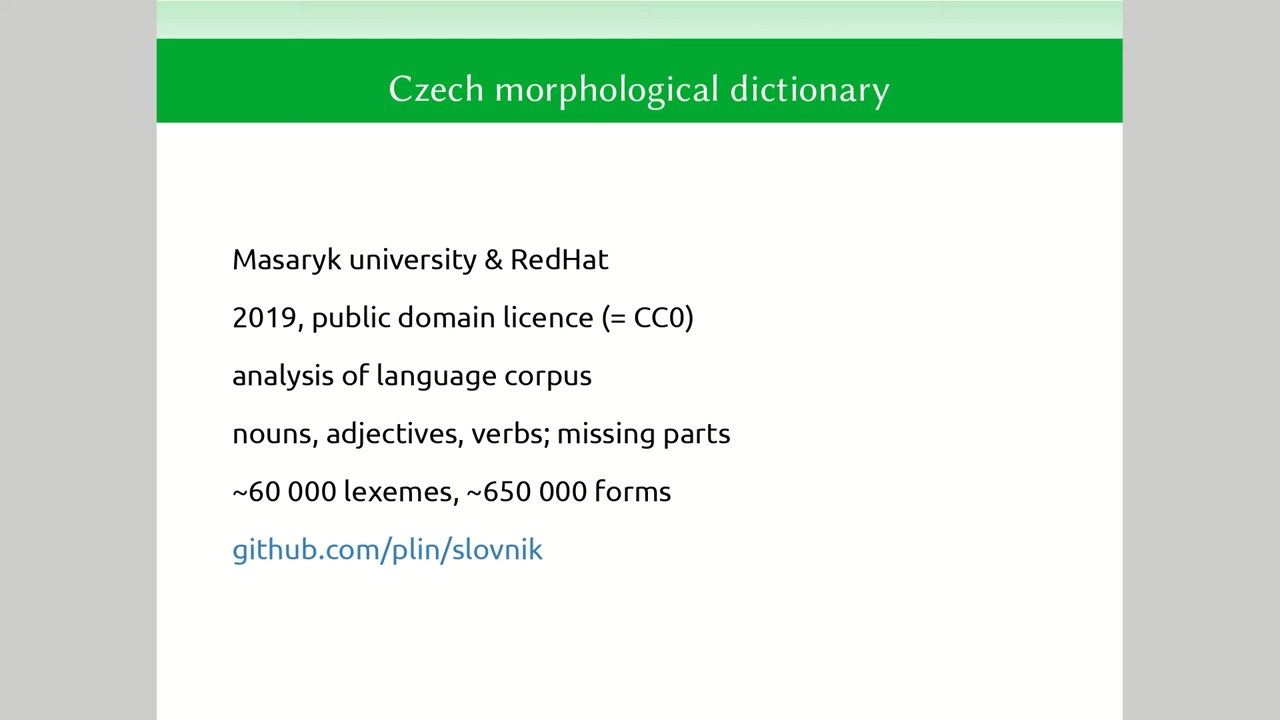 Czech morphological dictionary
Masaryk university & RedHat
2019, public domain licence (= CC0)
analysis of language corpus
nouns, adjectives, verbs; missing parts
~60 000 lexemes, ~650 000 forms
github.com/plin/slovnik